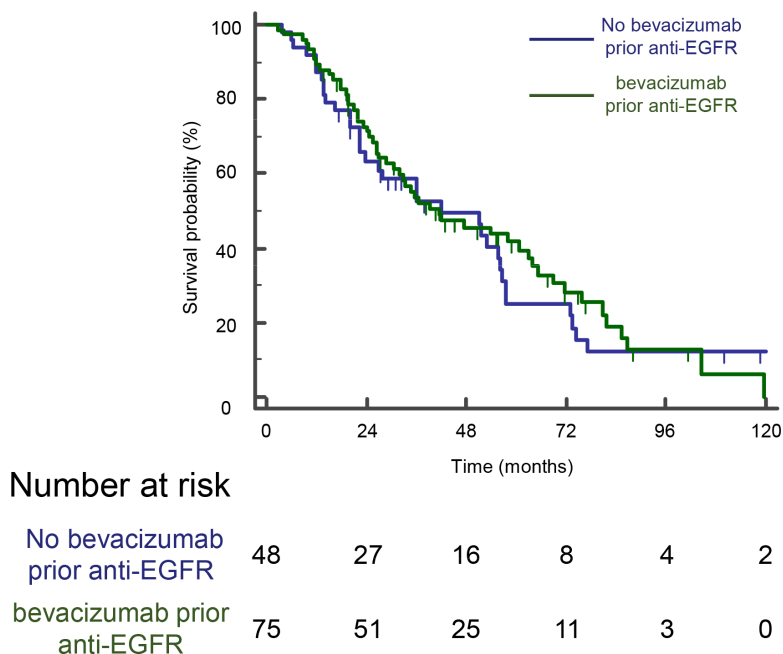 No bevacizumab
prior anti-EGFR
bevacizumab
prior anti-EGFR
Survival probability (%)
100
80
60
40
20
0
0 24 48 72 96 120
Time (months)
Number at risk
No bevacizumab
prior anti-EGFR
48 27 16 8 4 2
bevacizumab prior
anti-EGFR
75 51 25 11 3 0